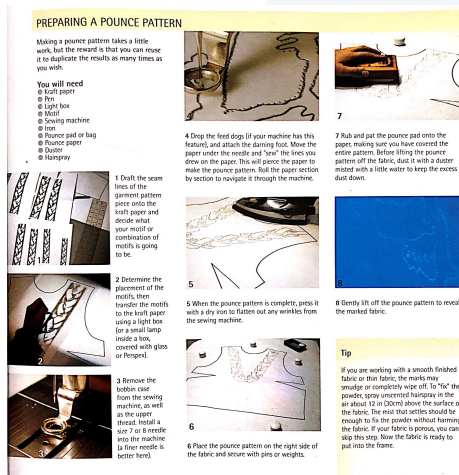 PREPARING A POUNCE PATTERN
Making a pounce pattern takes a little
work, but the reward is that you can reuse
it to duplicate the results as many times as
you wish.
You will need
Kraft paper
Pen
Light box
Motif
Sewing machine
Iron
Pounce pad or bag
Pounce paper
Duster
Hairspray
1
1 Draft the seam
lines of the
garment pattern
piece onto the
kraft paper and
decide what
your motif or
combination of
motifs is going
to be.
2
2 Determine the
placement of the
motifs, then
transfer the motifs
to the kraft paper
using a light box
(or a small lamp
inside a box,
covered with glass
or Perspex).
3
3 Remove the
bobbin case
from the sewing
machine, as well
as the upper
thread. Install a
size 7 or 8 needle
into the machine
(a finer needle is
better here).
4 Drop the feed dogs (if your machine has this
feature), and attach the darning foot. Move the
paper under the needle and "sew" the lines you
drew on the paper. This will pierce the paper to
make the pounce pattern. Roll the paper section
by section to navigate it through the machine.
5
5 When the pounce pattern is complete, press it
with a dry iron to flatten out any wrinkles from
the sewing machine.
6
6 Place the pounce pattern on the right side of
the fabric and secure with pins or weights.
7
7 Rub and pat the pounce pad onto the
paper, making sure you have covered the
entire pattern. Before lifting the pounce
pattern off the fabric, dust it with a duster
misted with a little water to keep the excess
dust down.
8
8 Gently lift off the pounce pattern to reveal
the marked fabric.
Tip
If you are working with a smooth finished
fabric or thin fabric, the marks may
smudge or completely wipe off. To "fix" the
powder, spray unscented hairspray in the
air about 12 in (30cm) above the surface o
the fabric. The mist that settles should be
enough to fix the powder without harming
the fabric. If your fabric is porous, you can
skip this step. Now the fabric is ready to
put into the frame.